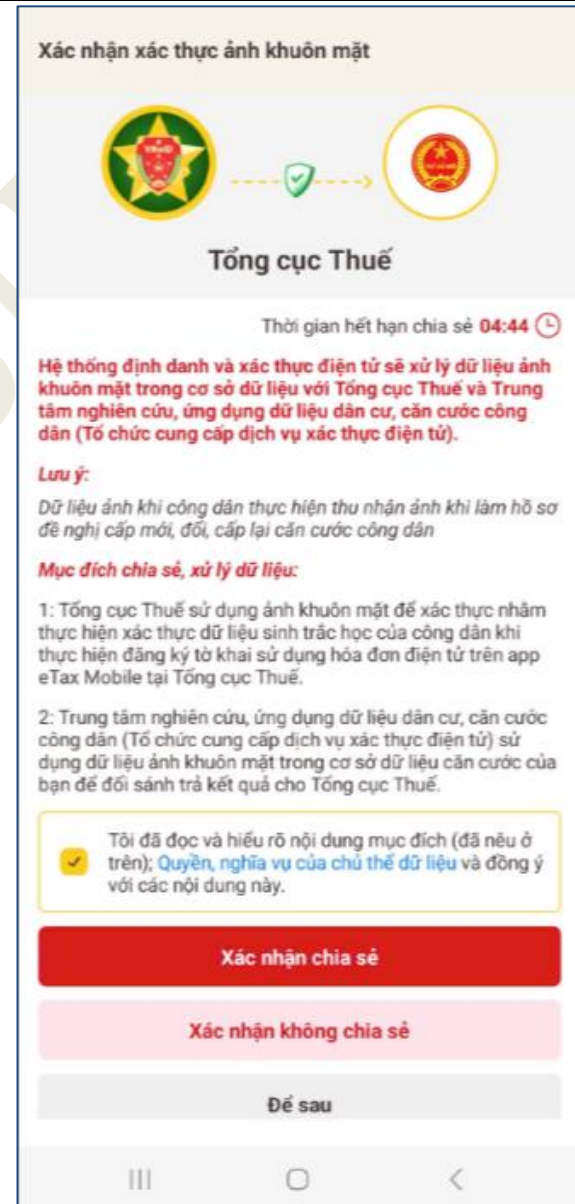 Xác nhận xác thực ảnh khuôn mặt
Tổng cục Thuế
Thời gian hết hạn chia sẻ 04:44
Hệ thống định danh và xác thực điện tử sẽ xử lý dữ liệu ảnh
khuôn mặt trong cơ sở dữ liệu với Tổng cục Thuế và Trung
tâm nghiên cứu, ứng dụng dữ liệu dân cư, căn cước công
dân (Tổ chức cung cấp dịch vụ xác thực điện tử).
Lưu ý:
Dữ liệu ảnh khi công dân thực hiện thu nhận ảnh khi làm hồ sơ
đề nghị cấp mới, đổi, cấp lại căn cước công dân
Mục đích chia sẻ, xử lý dữ liệu:
1: Tổng cục Thuế sử dụng ảnh khuôn mặt để xác thực nhằm
thực hiện xác thực dữ liệu sinh trắc học của công dân khi
thực hiện đăng ký tờ khai sử dụng hóa đơn điện tử trên app
eTax Mobile tại Tổng cục Thuế.
2: Trung tâm nghiên cứu, ứng dụng dữ liệu dân cư, căn cước
công dân (Tổ chức cung cấp dịch vụ xác thực điện tử) sử
dụng dữ liệu ảnh khuôn mặt trong cơ sở dữ liệu căn cước của
bạn để đối sánh trả kết quả cho Tổng cục Thuế.
Tôi đã đọc và hiểu rõ nội dung mục đích (đã nêu ở
trên); Quyền, nghĩa vụ của chủ thể dữ liệu và đồng ý
với các nội dung này.
Xác nhận chia sẻ
Xác nhận không chia sẻ
Để sau